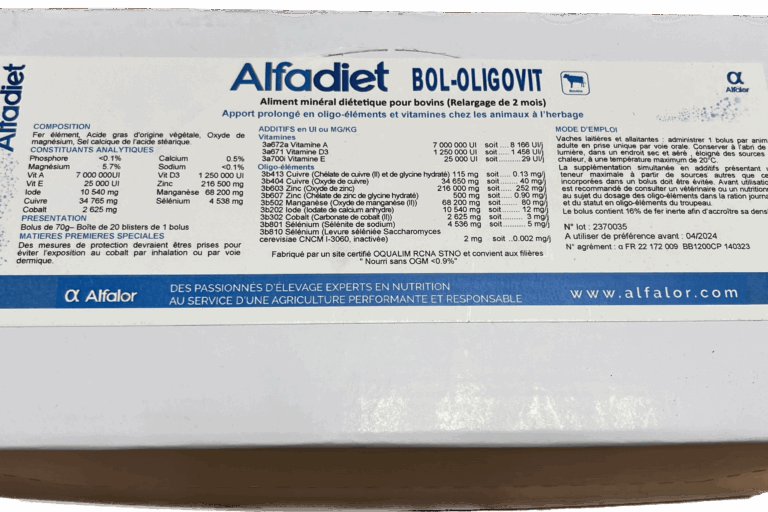 Alfadiet
Alfadiet BOL-OLIGOVIT
Bovins
α
Alfalor
Aliment minéral diététique pour bovins (Relargage de 2 mois)
Apport prolongé en oligo-éléments et vitamines chez les animaux à l'herbage
COMPOSITION
Fer élément, Acide gras d'origine végétale, Oxyde de
magnésium, Sel calcique de l'acide stéarique.
CONSTITUANTS ANALYTIQUES
Phosphore <0.1% Calcium 0.5%
Magnésium 5.7% Sodium <0.1%
Vit A 7 000 000UI Vit D3 1 250 000 UI
Vit E 25 000 UI Zinc 216 500 mg
Iode 10 540 mg Manganèse 68 200 mg
Cuivre 34 765 mg Sélénium 4 538 mg
Cobalt 2 625 mg
PRESENTATION
Bolus de 70g– Boîte de 20 blisters de 1 bolus
MATIERES PREMIERES SPECIALES
Des mesures de protection devraient êtres prises pour
éviter l'exposition au cobalt par inhalation ou par voie
dermique.
ADDITIFS en UI ou MG/KG
Vitamines
3a672a Vitamine A 7 000 000 UI soit.....8 166 UI/j
3a671 Vitamine D3 1 250 000 UI soit.... 1 458 UI/j
3a700i Vitamine E 25 000 UI soit........29 UI/j
Oligo-éléments
3b413 Cuivre (Chélate de cuivre (II) et de glycine hydraté) 115 mg soit...... 0.13 mg/j
3b404 Cuivre (Oxyde de cuivre) 34 650 mg soit....... 40 mg/j
3b603 Zinc (Oxyde de zinc) 216 000 mg soit..... 252 mg/j
3b607 Zinc (Chélate de zinc de glycine hydraté) 500 mg soit..... 0.90 mg/j
3b502 Manganèse (Oxyde de manganèse (II)) 68 200 mg soit....... 80 mg/j
3b202 Iode (Iodate de calcium anhydre) 10 540 mg soit....... 12 mg/j
3b302 Cobalt (Carbonate de cobalt (II)) 2 625 mg soit......... 3 mg/j
3b801 Sélénium (Sélénite de sodium) 4 536 mg soit......... 5 mg/j
3b810 Sélénium (Levure séléniée Saccharomyces
cerevisiae CNCM I-3060, inactivée) 2 mg soit ..0.002 mg/j
Fabriqué par un site certifié OQUALIM RCNA STNO et convient aux filières
" Nourri sans OGM <0.9%"
MODE D'EMPLOI
Vaches laitières et allaitantes : administrer 1 bolus par anim
adulte en prise unique par voie orale. Conserver à l'abri de
lumière, dans un endroit sec et aéré , éloigné des sources
chaleur, à une température maximum de 20°C.
La supplémentation simultanée en additifs présentant
teneur maximale à partir de sources autres que ce
incorporées dans un bolus doit être évitée. Avant utilisatio
est recommandé de consulter un vétérinaire ou un nutritionn
au sujet du dosage des oligo-éléments dans la ration journa
et du statut en oligo-éléments du troupeau.
Le bolus contient 16% de fer inerte afin d'accroître sa densi
N° lot : 2370035
A utiliser de préférence avant : 04/2024
N° agrément : α FR 22 172 009 BB1200CP 140323
α Alfalor
DES PASSIONNÉS D'ÉLEVAGE EXPERTS EN NUTRITION
AU SERVICE D'UNE AGRICULTURE PERFORMANTE ET RESPONSABLE
www.alfalor.com